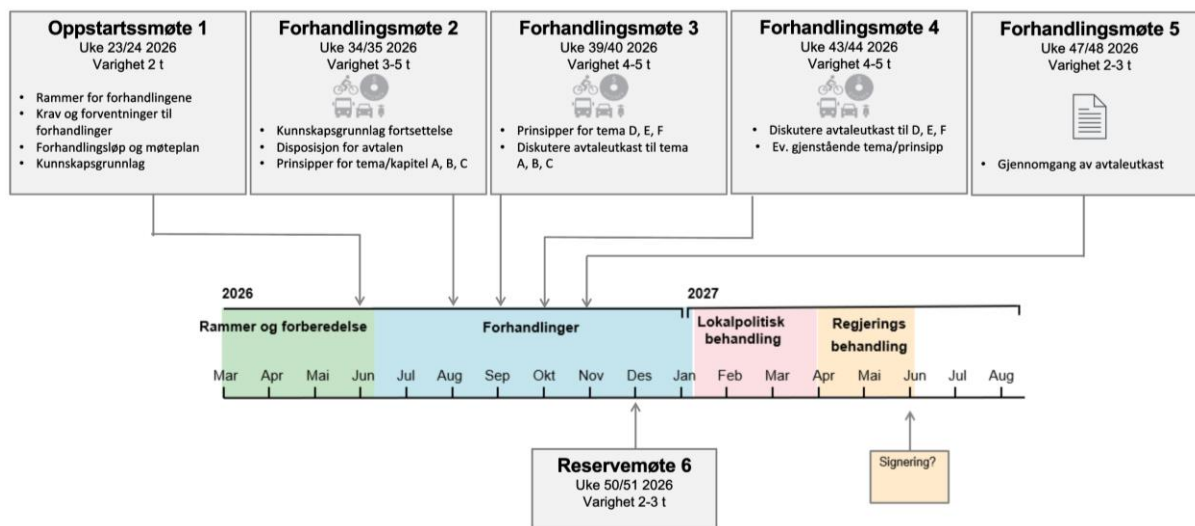 Oppstartssmøte 1
Uke 23/24 2026
Varighet 2 t
• Rammer for forhandlingene
• Krav og forventninger til
forhandlinger
• Forhandlingsløp og møteplan
• Kunnskapsgrunnlag
Forhandlingsmøte 2
Uke 34/35 2026
Varighet 3-5 t
• Kunnskapsgrunnlag fortsettelse
• Disposisjon for avtalen
• Prinsipper for tema/kapitel A, B, C
Forhandlingsmøte 3
Uke 39/40 2026
Varighet 4-5 t
• Prinsipper for tema D, E, F
• Diskutere avtaleutkast til tema
A, B, C
Forhandlingsmøte 4
Uke 43/44 2026
Varighet 4-5 t
• Diskutere avtaleutkast til D, E, F
• Ev. gjenstående tema/prinsipp
Forhandlingsmøte 5
Uke 47/48 2026
Varighet 2-3 t
• Gjennomgang av avtaleutkast
2026
2027
Rammer og forberedelse
Forhandlinger
Lokalpolitisk
behandling
Regjerings
behandling
Mar Apr Mai Jun Jul Aug Sep Okt Nov Des Jan Feb Mar Apr Mai Jun Jul Aug
Reservemøte 6
Uke 50/51 2026
Varighet 2-3 t
Signering?